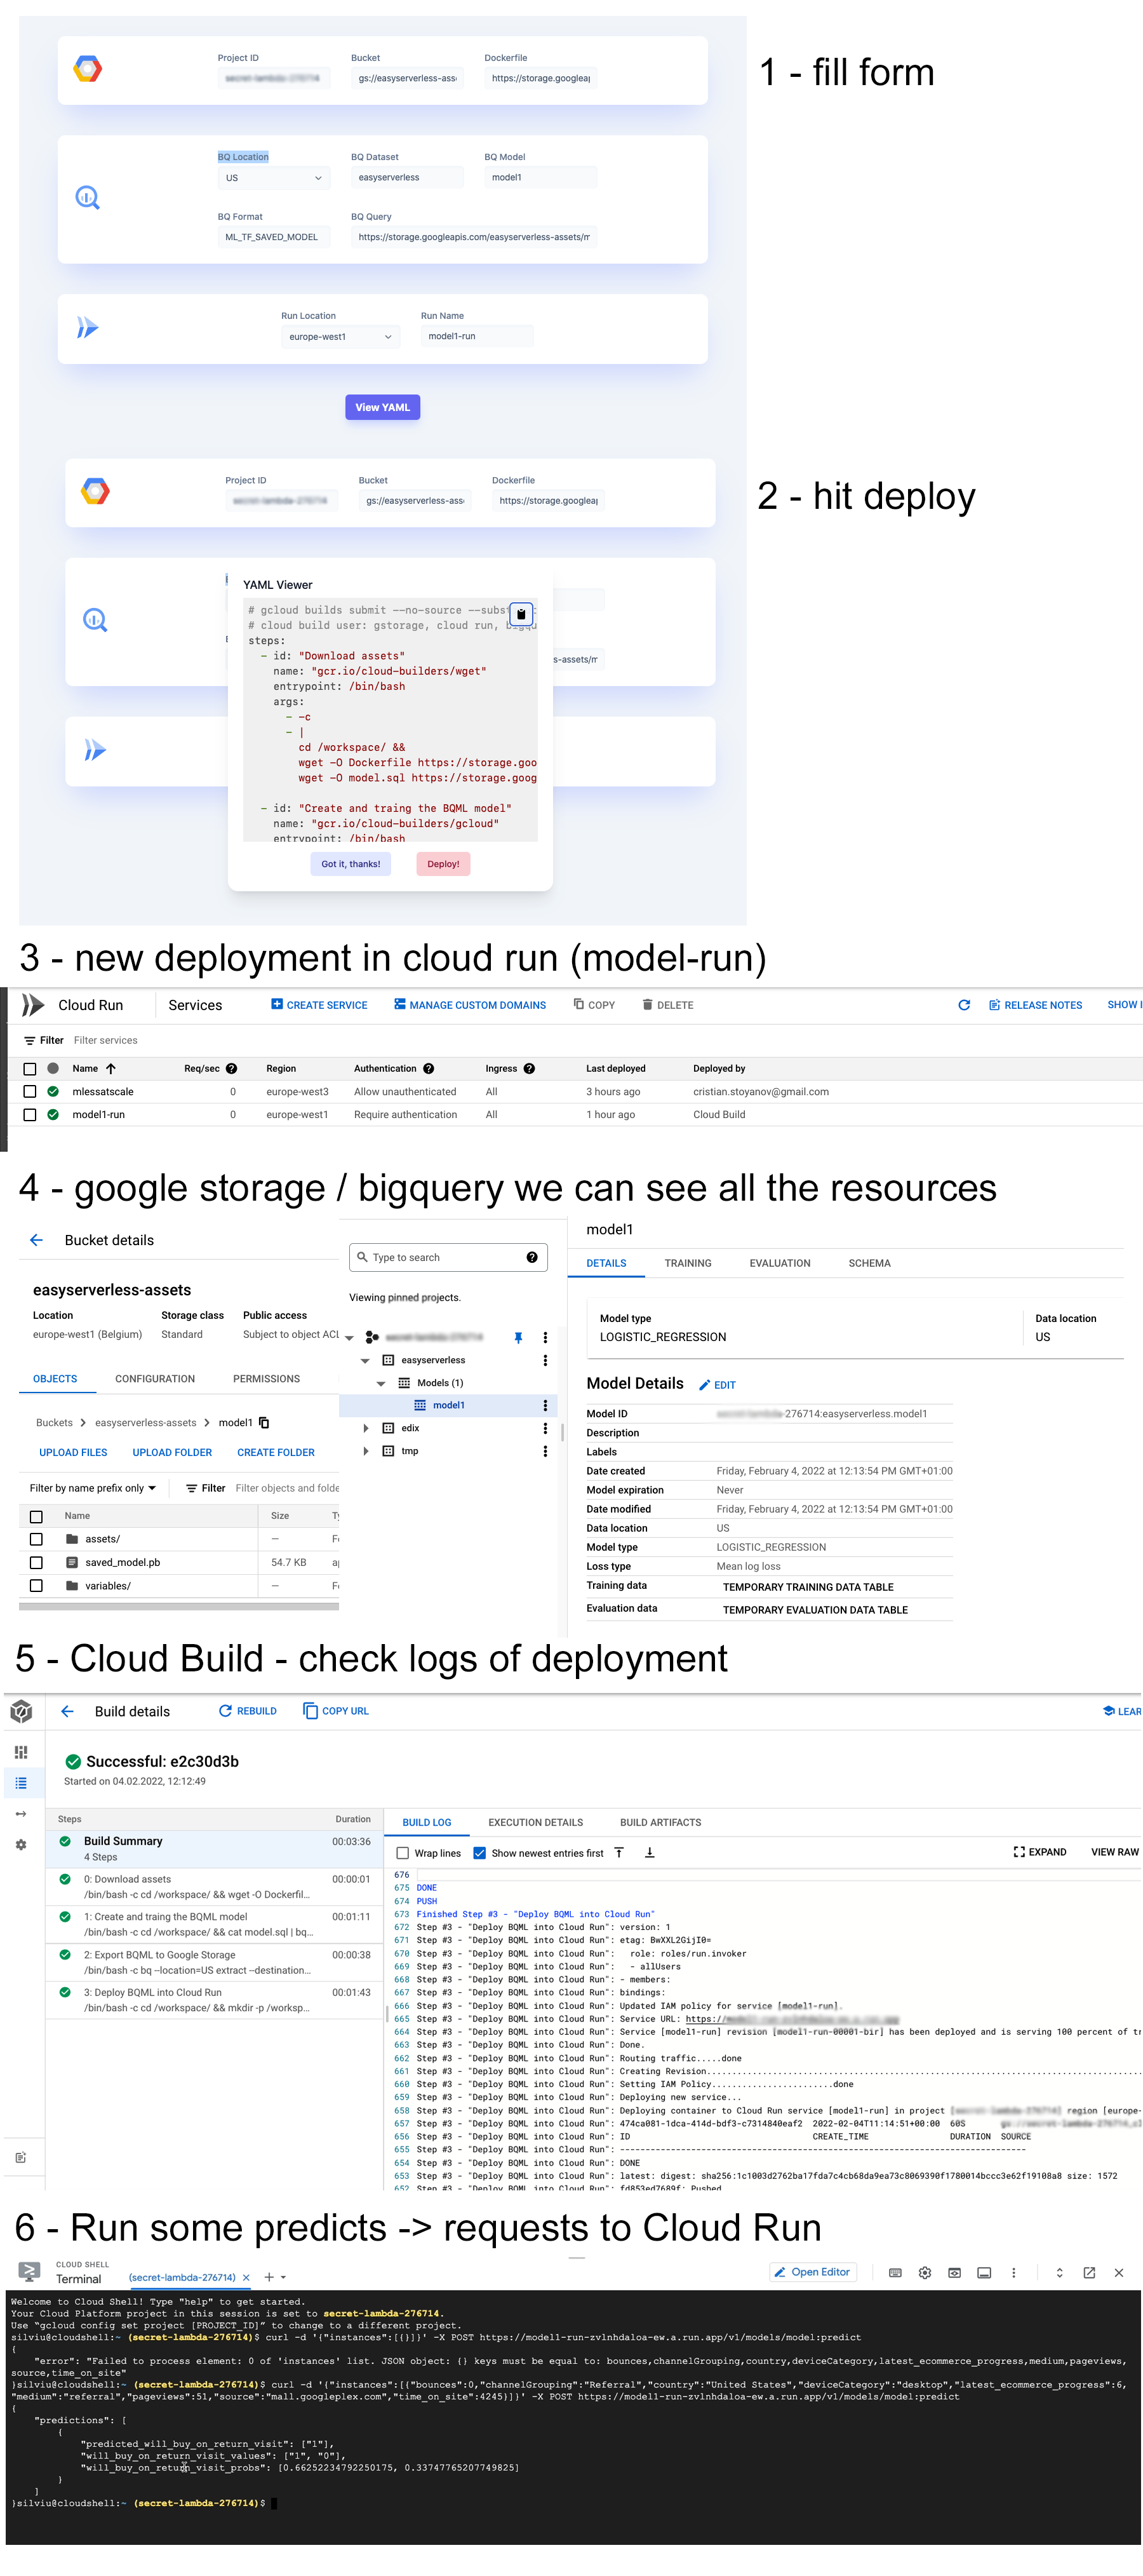 1 - fill form
Project ID Bucket Dockerfile
gs://easyserverless-ass https://storage.googleap
BQ Location BQ Dataset BQ Model
US easyserverless model1
BQ Format BQ Query
ML_TF_SAVED_MODEL https://storage.googleapis.com/easyserverless-assets/m
Run Location Run Name
europe-west1 model1-run
View YAML
2 - hit deploy
Project ID Bucket Dockerfile
gs://easyserverless-ass https://storage.googleap
YAML Viewer
# gcloud builds submit --no-source --subst
# cloud build user: gstorage, cloud run, bigqu
steps:
- id: "Download assets"
name: "gcr.io/cloud-builders/wget"
entrypoint: /bin/bash
args:
- -c
- |
cd /workspace/ &&
wget -O Dockerfile https://storage.goo
wget -O model.sql https://storage.goog
s-assets/m
- id: "Create and traing the BQML model"
name: "gcr.io/cloud-builders/gcloud"
entrypoint: /bin/bash
Got it, thanks! Deploy!
3 - new deployment in cloud run (model-run)
Cloud Run Services CREATE SERVICE MANAGE CUSTOM DOMAINS COPY DELETE RELEASE NOTES SHOW I
Filter Filter services
Name Req/sec Region Authentication Ingress Last deployed Deployed by
mlessatscale 0 europe-west3 Allow unauthenticated All 3 hours ago cristian.stoyanov@gmail.com
model1-run 0 europe-west1 Require authentication All 1 hour ago Cloud Build
4 - google storage / bigquery we can see all the resources
Bucket details
easyserverless-assets
Location Storage class Public access
europe-west1 (Belgium) Standard Subject to object ACL
OBJECTS CONFIGURATION PERMISSIONS
Buckets > easyserverless-assets > model1
UPLOAD FILES UPLOAD FOLDER CREATE FOLDER
Filter by name prefix only Filter Filter objects and folde
Name Size Ty
assets/ — Fo
saved_model.pb 54.7 KB ap
variables/ — Fo
Type to search
Viewing pinned projects.
easyserverless
Models (1)
model1
edix
tmp
model1
DETAILS TRAINING EVALUATION SCHEMA
Model type Data location
LOGISTIC_REGRESSION US
Model Details EDIT
Model ID -276714:easyserverless.model1
Description
Labels
Date created Friday, February 4, 2022 at 12:13:54 PM GMT+01:00
Model expiration Never
Date modified Friday, February 4, 2022 at 12:13:54 PM GMT+01:00
Data location US
Model type LOGISTIC_REGRESSION
Loss type Mean log loss
Training data TEMPORARY TRAINING DATA TABLE
Evaluation data TEMPORARY EVALUATION DATA TABLE
5 - Cloud Build - check logs of deployment
Build details REBUILD COPY URL LEAR
Successful: e2c30d3b
Started on 04.02.2022, 12:12:49
Steps Duration
Build Summary 00:03:36
4 Steps
0: Download assets 00:00:01
/bin/bash -c cd /workspace/ && wget -O Dockerfil...
1: Create and traing the BQML model 00:01:11
/bin/bash -c cd /workspace/ && cat model.sql | bq...
2: Export BQML to Google Storage 00:00:38
/bin/bash -c bq --location=US extract --destination...
3: Deploy BQML into Cloud Run 00:01:43
/bin/bash -c cd /workspace/ && mkdir -p /worksp...
BUILD LOG EXECUTION DETAILS BUILD ARTIFACTS
Wrap lines Show newest entries first EXPAND VIEW RAW
676
675 DONE
674 PUSH
673 Finished Step #3 - "Deploy BQML into Cloud Run"
672 Step #3 - "Deploy BQML into Cloud Run": version: 1
671 Step #3 - "Deploy BQML into Cloud Run": etag: BwXXL2GijI0=
670 Step #3 - "Deploy BQML into Cloud Run": role: roles/run.invoker
669 Step #3 - "Deploy BQML into Cloud Run": - allUsers
668 Step #3 - "Deploy BQML into Cloud Run": - members:
667 Step #3 - "Deploy BQML into Cloud Run": bindings:
666 Step #3 - "Deploy BQML into Cloud Run": Updated IAM policy for service [model1-run].
665 Step #3 - "Deploy BQML into Cloud Run": Service URL: https://
664 Step #3 - "Deploy BQML into Cloud Run": Service [model1-run] revision [model1-run-00001-bir] has been deployed and is serving 100 percent of tr
663 Step #3 - "Deploy BQML into Cloud Run": Done.
662 Step #3 - "Deploy BQML into Cloud Run": Routing traffic.....done
661 Step #3 - "Deploy BQML into Cloud Run": Creating Revision....................................................................................
660 Step #3 - "Deploy BQML into Cloud Run": Setting IAM Policy........................done
659 Step #3 - "Deploy BQML into Cloud Run": Deploying new service...
658 Step #3 - "Deploy BQML into Cloud Run": Deploying container to Cloud Run service [model1-run] in project [ ] region [europe-
657 Step #3 - "Deploy BQML into Cloud Run": 474ca081-1dca-414d-bdf3-c7314840eaf2 2022-02-04T11:14:51+00:00 60S
656 Step #3 - "Deploy BQML into Cloud Run": ID CREATE_TIME DURATION SOURCE
655 Step #3 - "Deploy BQML into Cloud Run": --------------------------------------------------------------------------------
654 Step #3 - "Deploy BQML into Cloud Run": DONE
653 Step #3 - "Deploy BQML into Cloud Run": latest: digest: sha256:1c1003d2762ba17fda7c4cb68da9ea73c8069390f1780014bccc3e62f19108a8 size: 1572
652 Step #3 - "Deploy BQML into Cloud Run": fd853ed7689f: Pushed
6 - Run some predicts -> requests to Cloud Run
CLOUD SHELL
Terminal (secret-lambda-276714) × + Open Editor
Welcome to Cloud Shell! Type "help" to get started.
Your Cloud Platform project in this session is set to secret-lambda-276714.
Use "gcloud config set project [PROJECT_ID]" to change to a different project.
silviu@cloudshell:~ (secret-lambda-276714)$ curl -d '{"instances":[{}]}' -X POST https://model1-run-zvlnhdaloa-ew.a.run.app/v1/models/model:predict
{
"error": "Failed to process element: 0 of 'instances' list. JSON object: {} keys must be equal to: bounces,channelGrouping,country,deviceCategory,latest_ecommerce_progress,medium,pageviews,
source,time_on_site"
}silviu@cloudshell:~ (secret-lambda-276714)$ curl -d '{"instances":[{"bounces":0,"channelGrouping":"Referral","country":"United States","deviceCategory":"desktop","latest_ecommerce_progress":6,
"medium":"referral","pageviews":51,"source":"mall.googleplex.com","time_on_site":4245}]}' -X POST https://model1-run-zvlnhdaloa-ew.a.run.app/v1/models/model:predict
{
"predictions": [
{
"predicted_will_buy_on_return_visit": ["1"],
"will_buy_on_return_visit_values": ["1", "0"],
"will_buy_on_return_visit_probs": [0.66252234792250175, 0.33747765207749825]
}
]
}silviu@cloudshell:~ (secret-lambda-276714)$